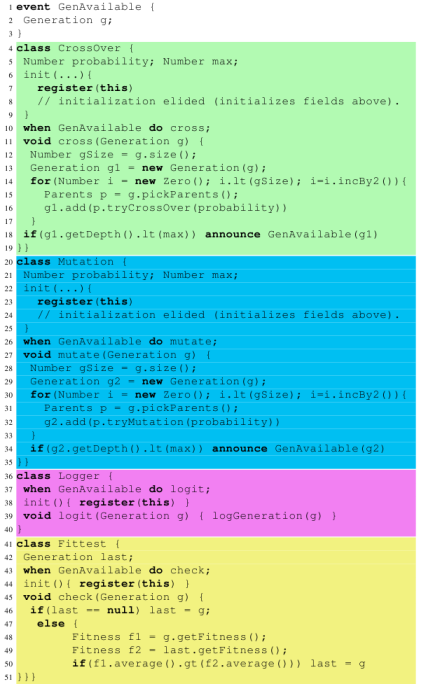 1 event GenAvailable {
2 Generation g;
3 }
4 class CrossOver {
5 Number probability; Number max;
6 init(...){
7 register(this)
8 // initialization elided (initializes fields above).
9 }
10 when GenAvailable do cross;
11 void cross(Generation g) {
12 Number gSize = g.size();
13 Generation g1 = new Generation(g);
14 for(Number i = new Zero(); i.lt(gSize); i=i.incBy2()){
15 Parents p = g.pickParents();
16 g1.add(p.tryCrossOver(probability))
17 }
18 if(g1.getDepth().lt(max)) announce GenAvailable(g1)
19 }}
20 class Mutation {
21 Number probability; Number max;
22 init(...){
23 register(this)
24 // initialization elided (initializes fields above).
25 }
26 when GenAvailable do mutate;
27 void mutate(Generation g) {
28 Number gSize = g.size();
29 Generation g2 = new Generation(g);
30 for(Number i = new Zero(); i.lt(gSize); i=i.incBy2()){
31 Parents p = g.pickParents();
32 g2.add(p.tryMutation(probability))
33 }
34 if(g2.getDepth().lt(max)) announce GenAvailable(g2)
35 }}
36 class Logger {
37 when GenAvailable do logit;
38 init(){ register(this) }
39 void logit(Generation g) { logGeneration(g) }
40 }
41 class Fittest {
42 Generation last;
43 when GenAvailable do check;
44 init(){ register(this) }
45 void check(Generation g) {
46 if(last == null) last = g;
47 else {
48 Fitness f1 = g.getFitness();
49 Fitness f2 = last.getFitness();
50 if(f1.average().gt(f2.average())) last = g
51 }}}